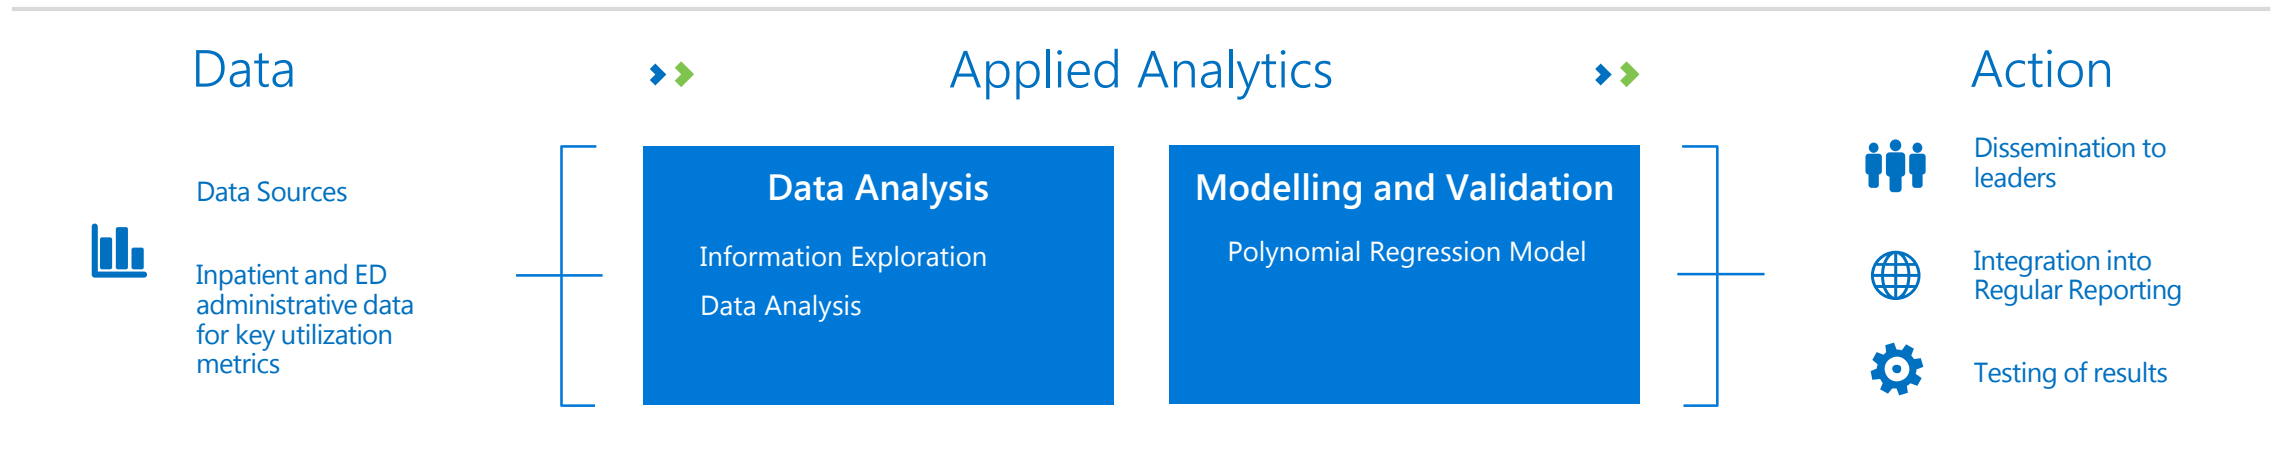 Data
Applied Analytics
Action
Data Sources
Inpatient and ED
administrative data
for key utilization
metrics
Data Analysis
Information Exploration
Data Analysis
Modelling and Validation
Polynomial Regression Model
Dissemination to
leaders
Integration into
Regular Reporting
Testing of results